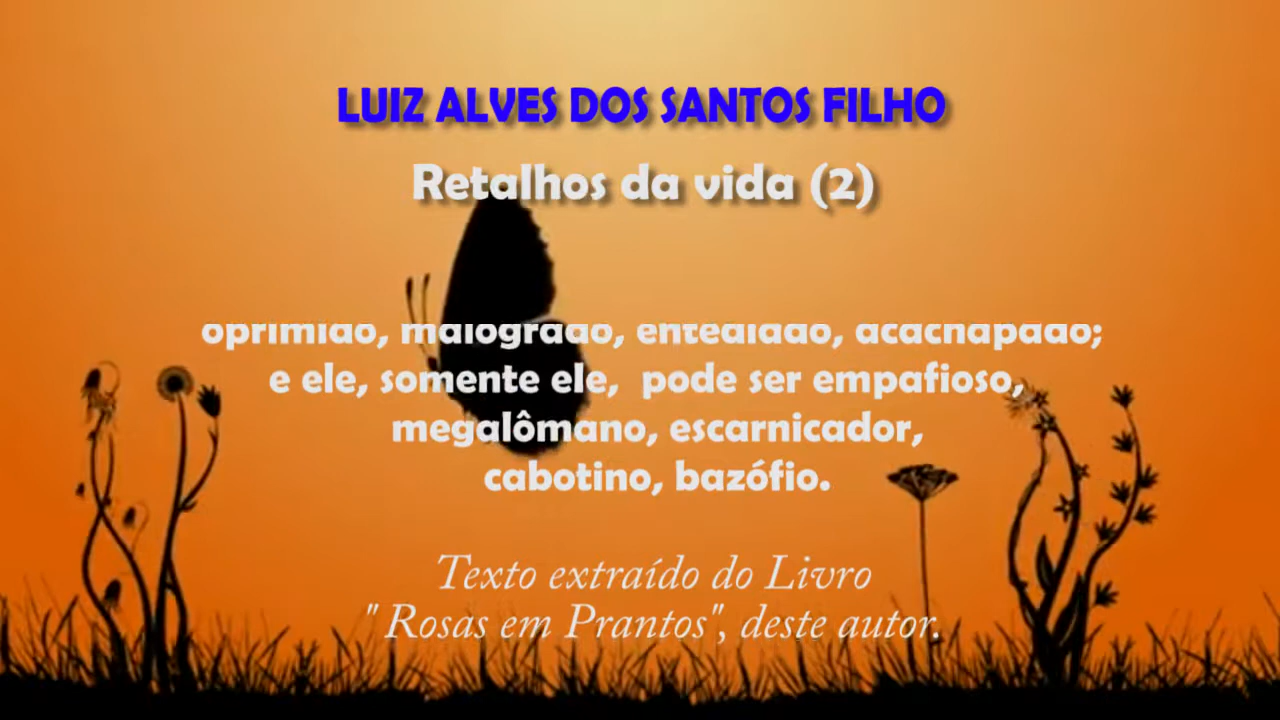 LUIZ ALVES DOS SANTOS FILHO
Retalhos da vida (2)
oprimido, malogrado, entediado, acachapado;
e ele, somente ele, pode ser empafioso,
megalômano, escarnicador,
cabotino, bazófio.
Texto extraído do Livro
" Rosas em Prantos", deste autor.